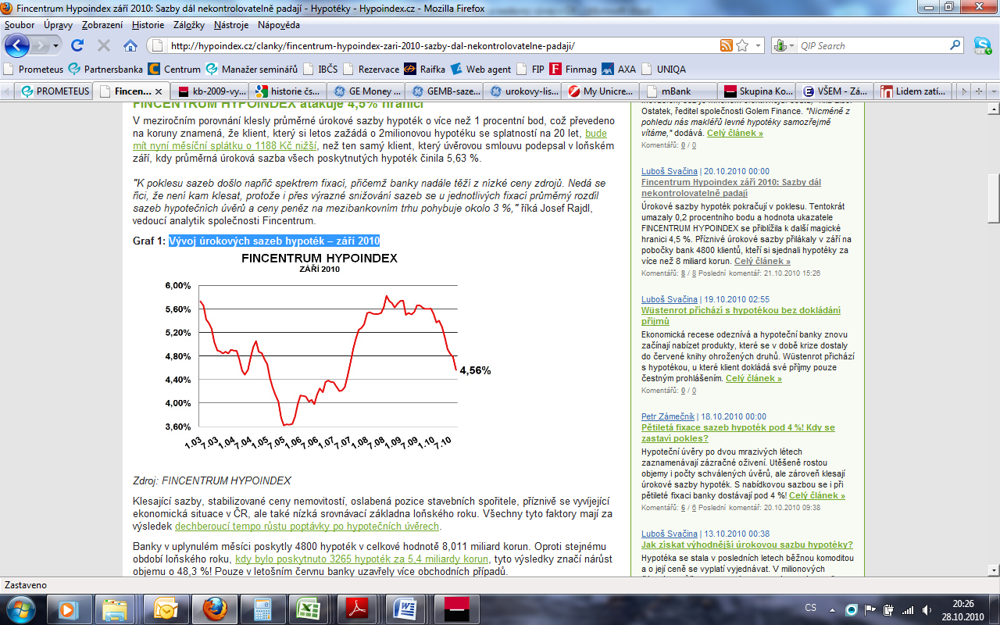 Fincentrum Hypoindex září 2010: Sazby dál nekontrolovatelně padají - Hypotéky - Hypoindex.cz - Mozilla Firefox
Soubor Úpravy Zobrazení Historie Záložky Nástroje Nápověda
http://hypoindex.cz/clanky/fincentrum-hypoindex-zari-2010-sazby-dal-nekontrolovatelne-padaji/
QIP Search
Prometeus Partnersbanka Centrum Manažer seminářů IBČS Rezervace Raifka Web agent FIP Finmag AXA UNIQA
PROMETEUS Fincen... kb-2009-vy... historie čs... GE Money ... GEMB-saze... urokovy-lis... My Unicre... mBank Skupina Ko... VŠEM - Zá... Lidem zatí...
FINCENTRUM HYPOINDEX atakuje 4,5% hranici
V meziročním porovnání klesly průměrné úrokové sazby hypoték o více než 1 procentní bod, což převedeno
na koruny znamená, že klient, který si letos zažádá o 2milionovou hypotéku se splatností na 20 let, bude
mít nyní měsíční splátku o 1188 Kč nižší, než ten samý klient, který úvěrovou smlouvu podepsal v loňském
září, kdy průměrná úroková sazba všech poskytnutých hypoték činila 5,63 %.
"K poklesu sazeb došlo napříč spektrem fixací, přičemž banky nadále těží z nízké ceny zdrojů. Nedá se
řici, že není kam klesat, protože i přes výrazné snižování sazeb se u jednotlivých fixací průměrný rozdíl
sazeb hypotečních úvěrů a ceny peněz na mezibankovním trhu pohybuje okolo 3 %," říká Josef Rajdl,
vedoucí analytik společnosti Fincentrum.
Graf 1: Vývoj úrokových sazeb hypoték – září 2010
FINCENTRUM HYPOINDEX
ZÁŘÍ 2010
6,00%
5,60%
5,20%
4,80%
4,40%
4,00%
3,60%
4,56%
1.03 7.03 1.04 7.04 1.05 7.05 1.06 7.06 1.07 7.07 1.08 7.08 1.09 7.09 1.10 7.10
Zdroj: FINCENTRUM HYPOINDEX
Klesající sazby, stabilizované ceny nemovitostí, oslabená pozice stavebních spořitele, příznivě se vyvíjející
ekonomická situace v ČR, ale také nízká srovnávací základna loňského roku. Všechny tyto faktory mají za
výsledek dechberoucí tempo růstu poptávky po hypotečních úvěrech.
Banky v uplynulém měsíci poskytly 4800 hypoték v celkové hodnotě 8,011 miliard korun. Oproti stejnému
období loňského roku, kdy bylo poskytnuto 3265 hypoték za 5,4 miliardy korun, tyto výsledky značí nárůst
objemu o 48,3 %! Pouze v letošním červnu banky uzavřely více obchodních případů.
Ostatek, ředitel společnosti Golem Finance. "Nicméně z
pohledu nás makléřů levné hypotéky samozřejmě
vítáme," dodává. Celý článek »
Komentářů: 0 / 0
Luboš Svačina | 20.10.2010 00:00
Fincentrum Hypoindex září 2010: Sazby dál
nekontrolovatelně padají
Úrokové sazby hypoték pokračují v poklesu. Tentokrát
umazaly 0,2 procentního bodu a hodnota ukazatele
FINCENTRUM HYPOINDEX se přiblížila k další magické
hranici 4,5 %. Příznivé úrokové sazby přilákaly v září na
pobočky bank 4800 klientů, kteří si sjednali hypotéky za
více než 8 miliard korun. Celý článek »
Komentářů: 8 / 8 Poslední komentář: 21.10.2010 15:26
Luboš Svačina | 19.10.2010 02:55
Wüstenrot přichází s hypotékou bez dokládání
příjmů
Ekonomická recese odeznívá a hypoteční banky znovu
začínají nabízet produkty, které se v době krize dostaly
do červené knihy ohrožených druhů. Wüstenrot přichází
s hypotékou, u které klient dokládá své příjmy pouze
čestným prohlášením. Celý článek »
Komentářů: 0 / 0
Petr Zámečník | 18.10.2010 00:00
Pětiletá fixace sazeb hypoték pod 4 %! Kdy se
zastaví pokles?
Hypoteční úvěry po dvou mrazivých létech
zaznamenávají zázračné oživení. Utěšeně rostou
objemy i počty schválených úvěrů, ale zároveň klesají
úrokové sazby hypoték. S nabídkovou sazbou se i při
pětileté fixaci banky dostávají pod 4 %! Celý článek »
Komentářů: 6 / 6 Poslední komentář: 20.10.2010 09:38
Luboš Svačina | 13.10.2010 00:38
Jak získat výhodnější úrokovou sazbu hypotéky?
Hypotéka se stala v posledních letech běžnou komoditou
a o její ceně se vyplatí vyjednávat. V milionových
Zastaveno
CS
20:26
28.10.2010